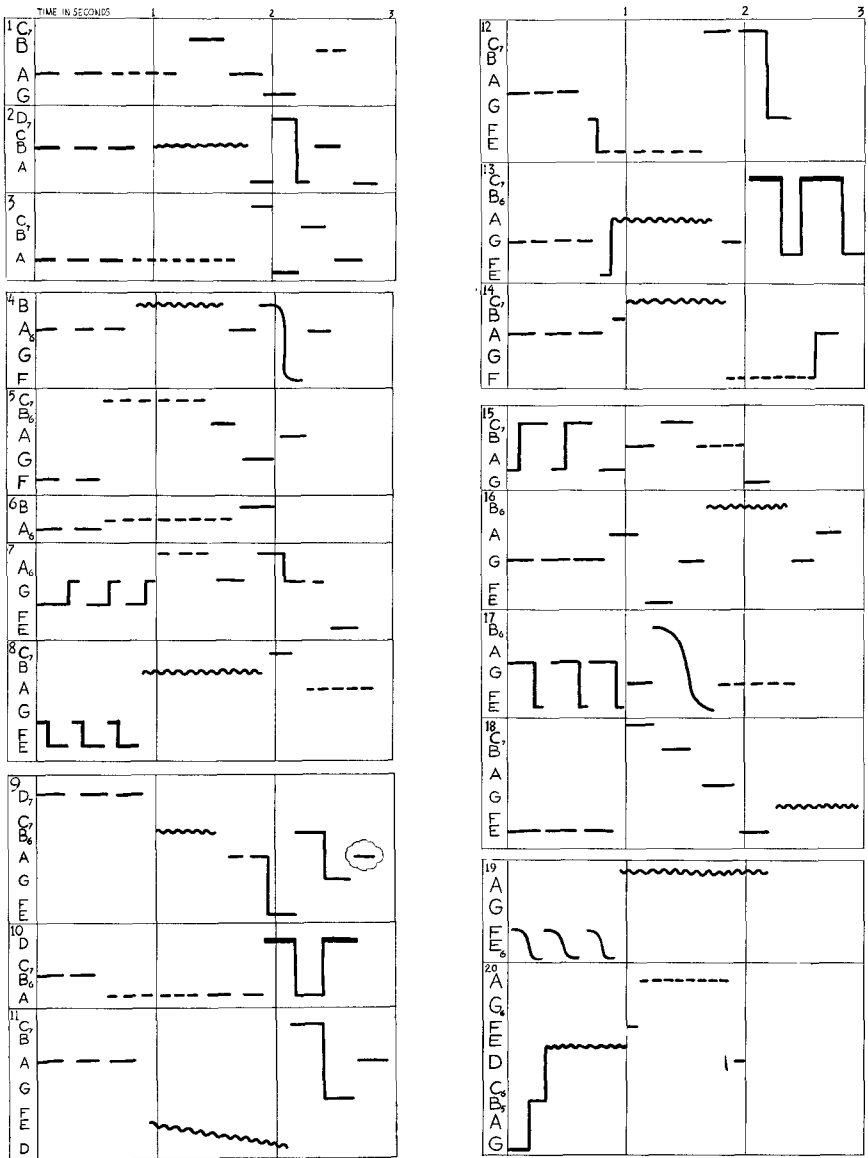 TIME IN SECONDS 1 2 3
1 C7
B
A
G
2 D7
C
B
A
3
C7
B
A
4 B
A6
G
F
5 C7
B6
A
G
F
6 B
A6
7
A6
G
F
E
8 C7
B
A
G
F
E
9
D7
C7
B6
A
G
F
E
10
D
C7
B6
A
11
C7
B
A
G
F
E
D
1 2 3
12
C7
B
A
G
F
E
13
C7
B6
A
G
F
E
14
C7
B
A
G
F
15
C7
B
A
G
16
B6
A
G
F
E
17
B6
A
G
F
E
18
C7
B
A
G
F
E
19
A
G
F
E6
20
A
G6
F
E
D
C6
B5
A
G